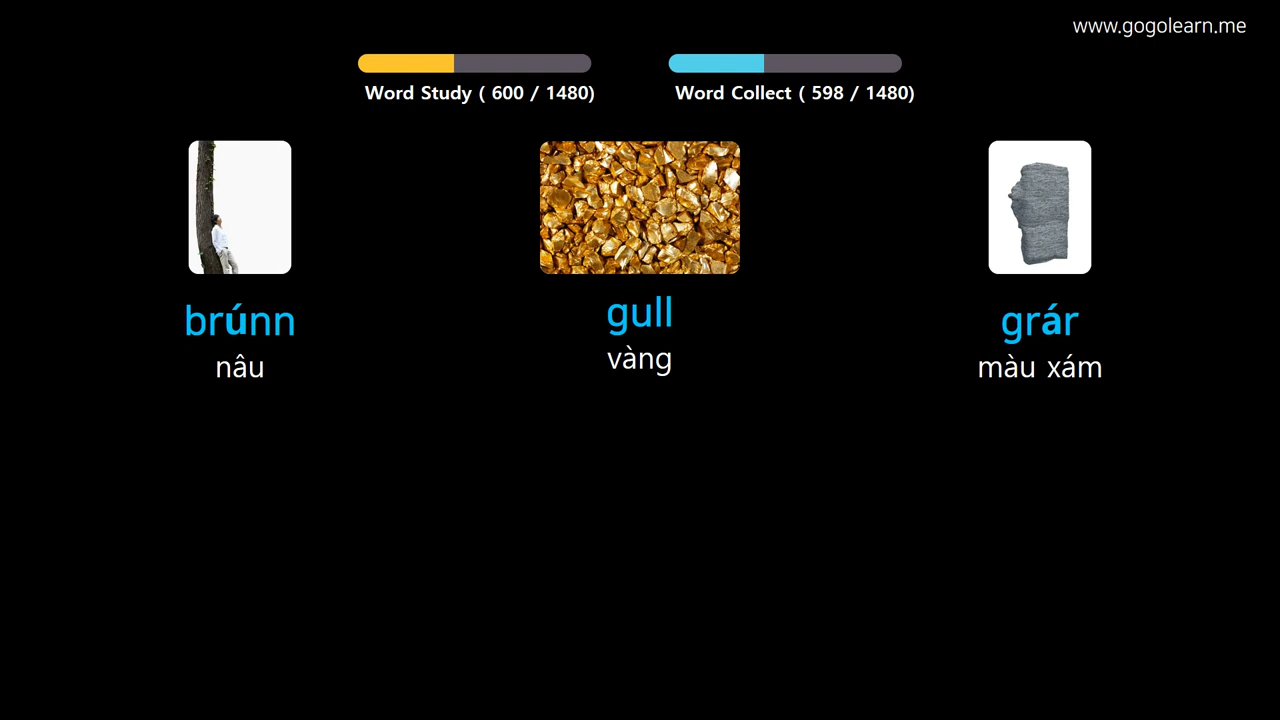 www.gogolearn.me
Word Study ( 600 / 1480)
Word Collect ( 598 / 1480)
brúnn
nâu
gull
vàng
grár
màu xám